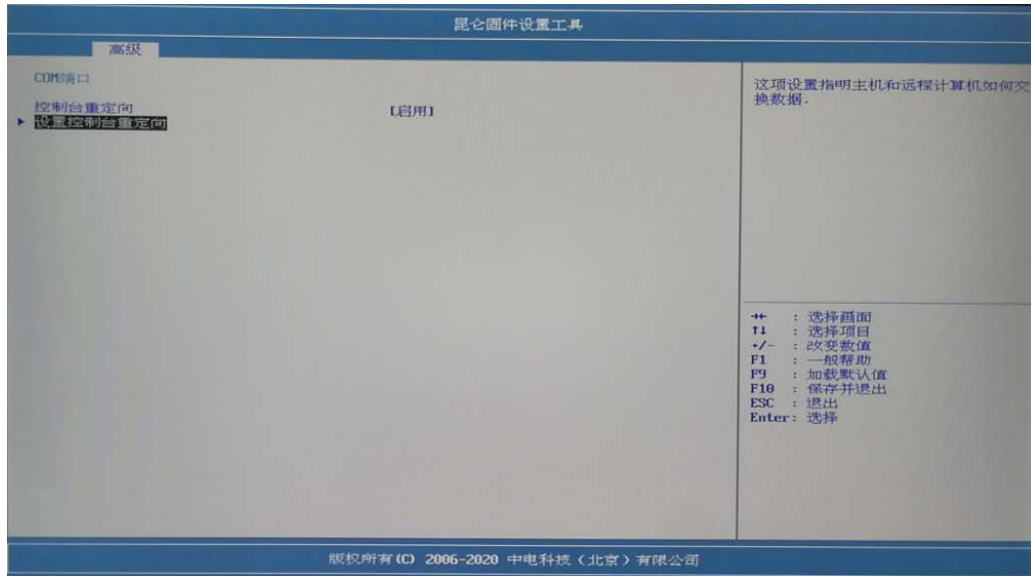 昆仑固件设置工具
高级
COM端口
控制台重定向 [启用]
设置控制台重定向
这项设置指明主机和远程计算机如何交
换数据.
→← : 选择画面
↑↓ : 选择项目
+/- : 改变数值
F1 : 一般帮助
F9 : 加载默认值
F10 : 保存并退出
ESC : 退出
Enter: 选择
版权所有(C) 2006-2020 中电科技（北京）有限公司